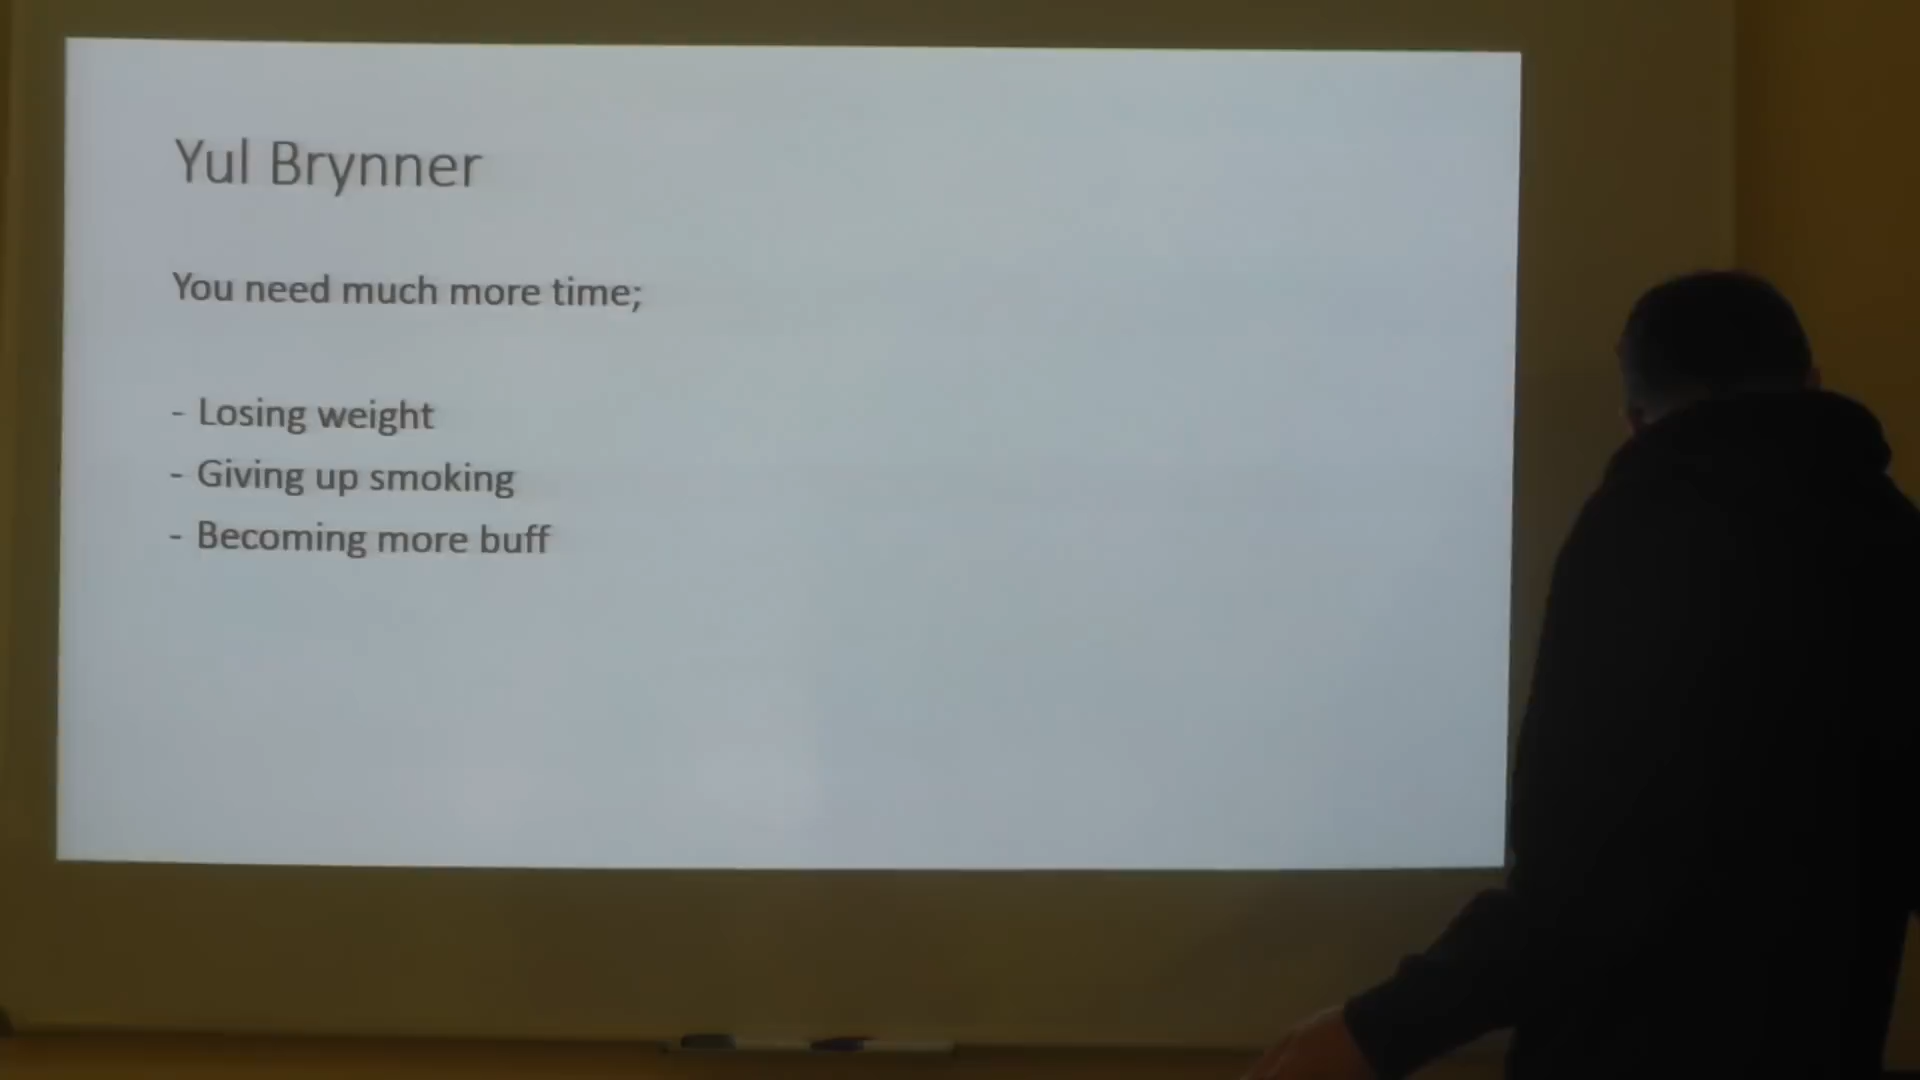 Yul Brynner
You need much more time;
- Losing weight
- Giving up smoking
- Becoming more buff